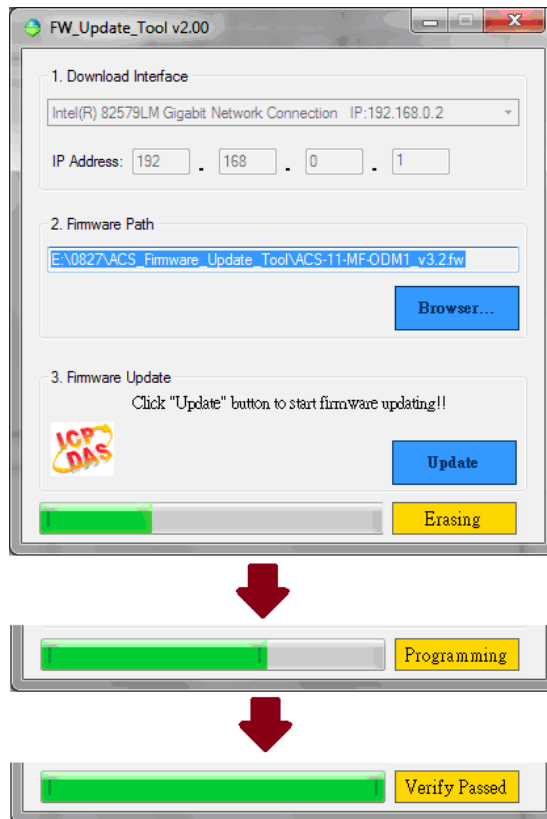 FW_Update_Tool v2.00
1. Download Interface
Intel(R) 82579LM Gigabit Network Connection IP:192.168.0.2
IP Address: 192 . 168 . 0 . 1
2. Firmware Path
E:\0827\ACS_Firmware_Update_Tool\ACS-11-MF-ODM1_v3.2.fw
Browser...
3. Firmware Update
Click "Update" button to start firmware updating!!
ICP
DAS
Update
Erasing
Programming
Verify Passed